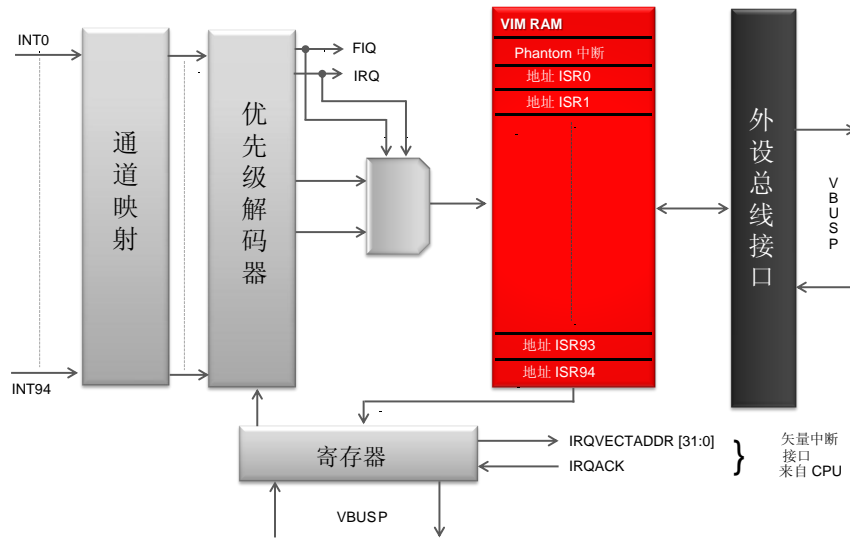 INT0
INT94
通道映射
优先级解码器
FIQ
IRQ
VIM RAM
Phantom 中断
地址 ISR0
地址 ISR1
地址 ISR93
地址 ISR94
外设总线接口
VBUSP
寄存器
IRQVECTADDR [31:0]
IRQACK
}
矢量中断
接口
来自 CPU
VBUSP